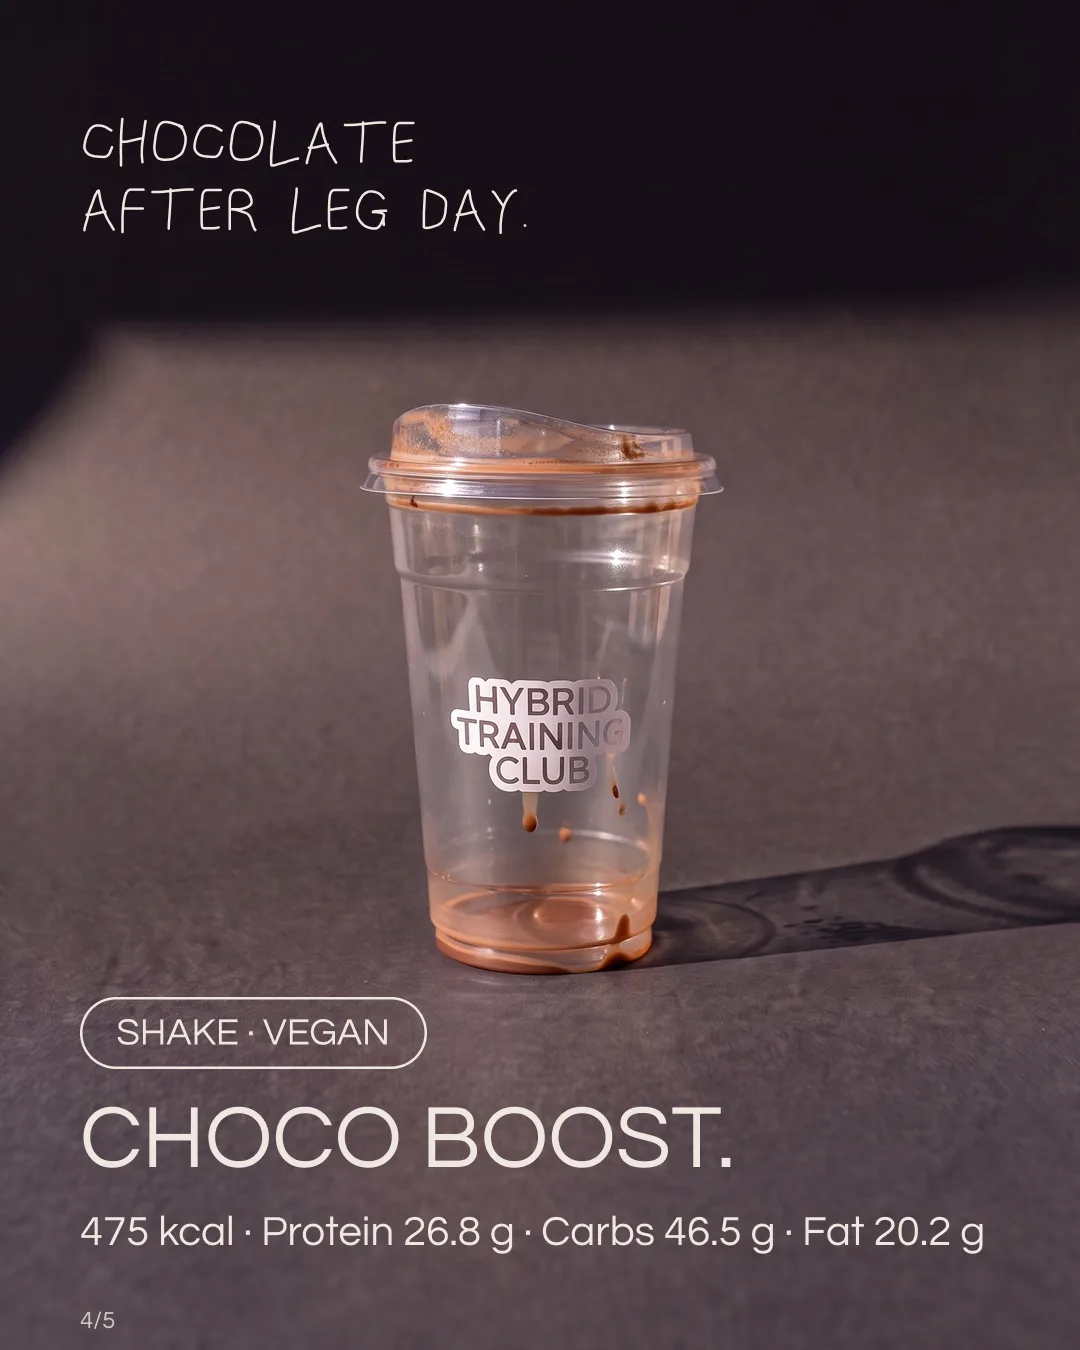 CHOCOLATE
AFTER LEG DAY.
HYBRID
TRAINING
CLUB
SHAKE · VEGAN
CHOCO BOOST.
475 kcal · Protein 26.8 g · Carbs 46.5 g · Fat 20.2 g
4/5